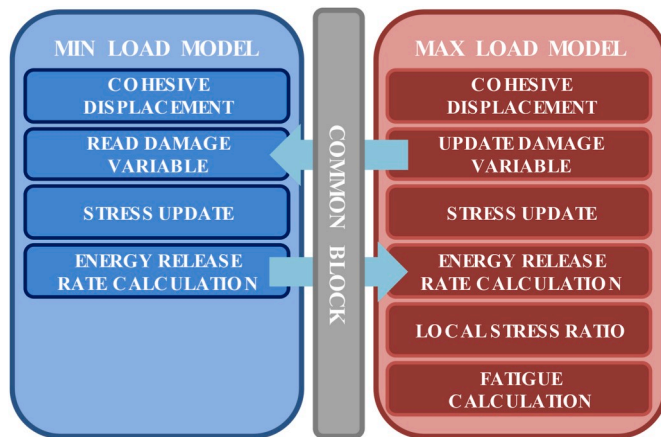 MIN LOAD MODEL
COHESIVE
DISPLACEMENT
READ DAMAGE
VARIABLE
STRESS UPDATE
ENERGY RELEASE
RATE CALCULATION
COMMON BLOCK
MAX LOAD MODEL
COHESIVE
DISPLACEMENT
UPDATE DAMAGE
VARIABLE
STRESS UPDATE
ENERGY RELEASE
RATE CALCULATION
LOCAL STRESS RATIO
FATIGUE
CALCULATION